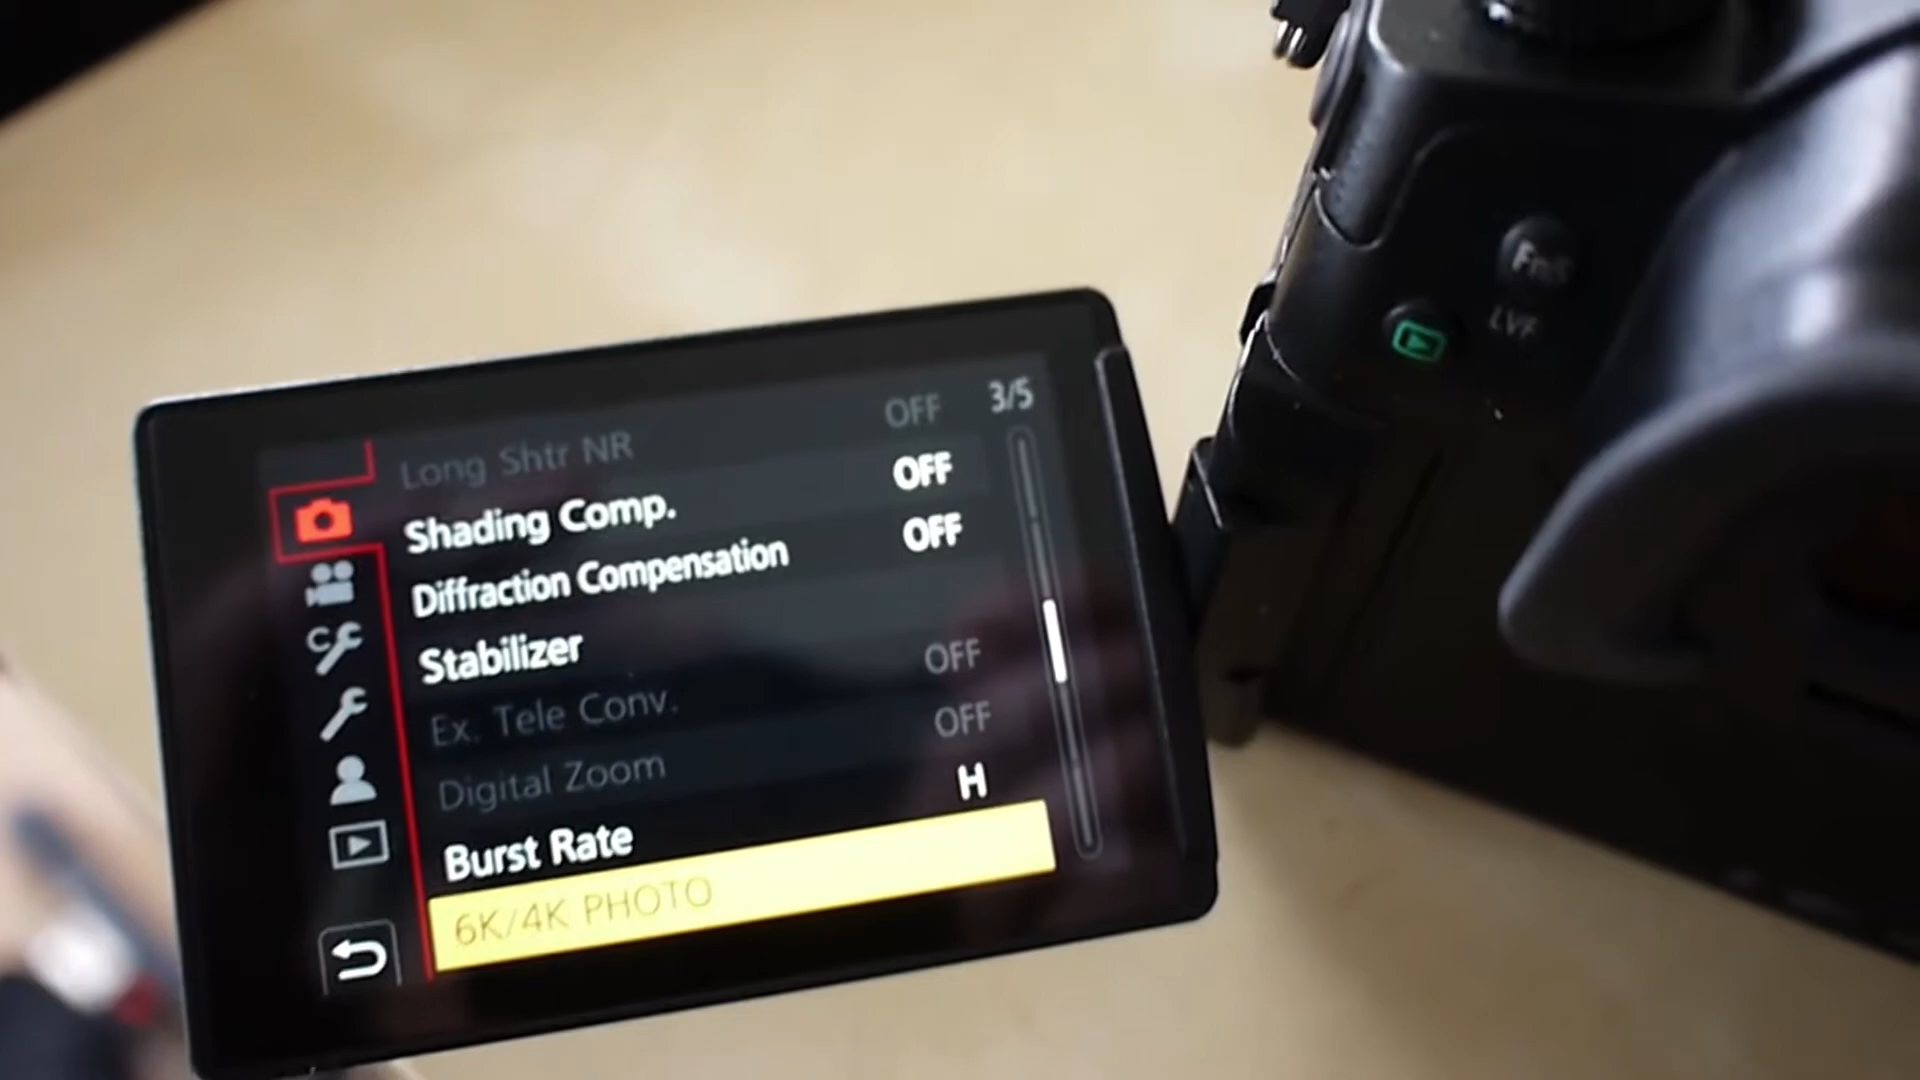 3/5
Long Shtr NR OFF
Shading Comp. OFF
Diffraction Compensation OFF
Stabilizer
Ex. Tele Conv. OFF
Digital Zoom OFF
Burst Rate H
6K/4K PHOTO
C
Fn5
LVF